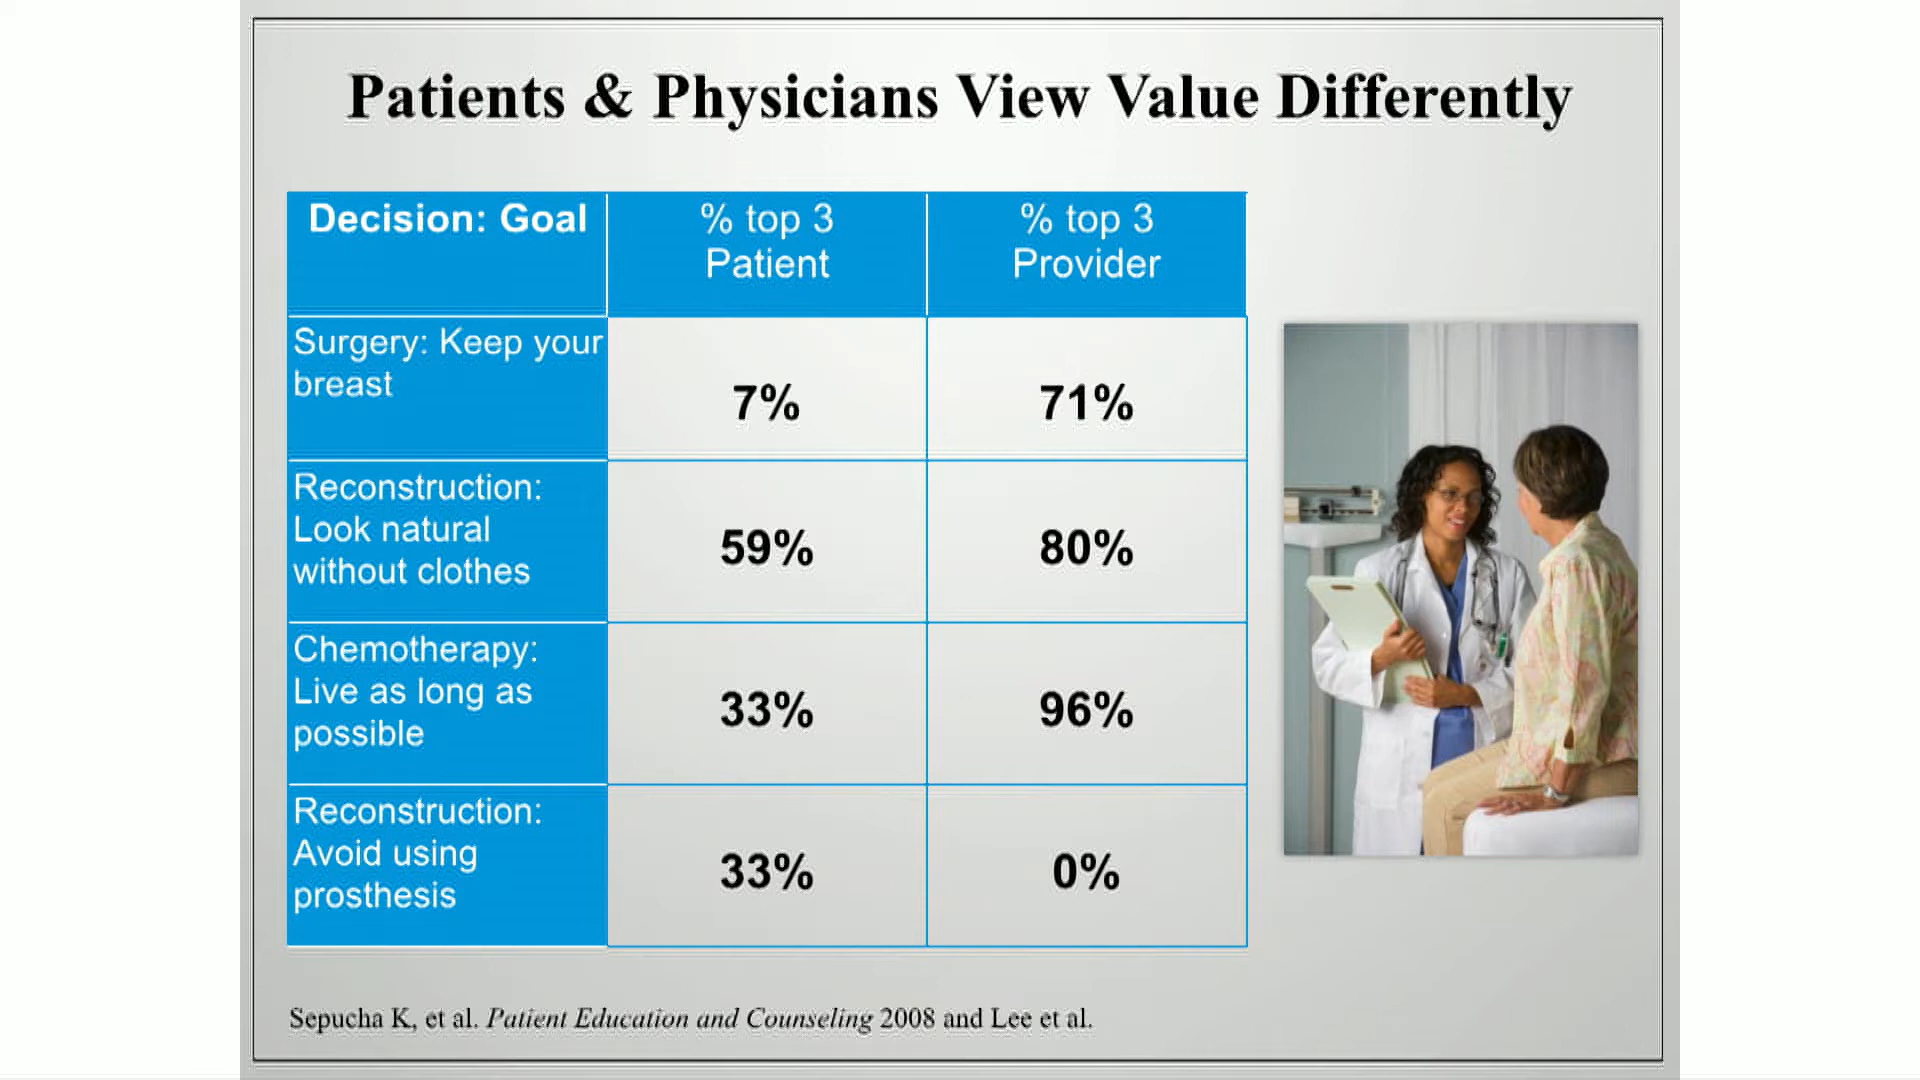 Patients & Physicians View Value Differently
Decision: Goal
% top 3
Patient
% top 3
Provider
Surgery: Keep your
breast
7%
71%
Reconstruction:
Look natural
without clothes
59%
80%
Chemotherapy:
Live as long as
possible
33%
96%
Reconstruction:
Avoid using
prosthesis
33%
0%
Sepucha K, et al. Patient Education and Counseling 2008 and Lee et al.